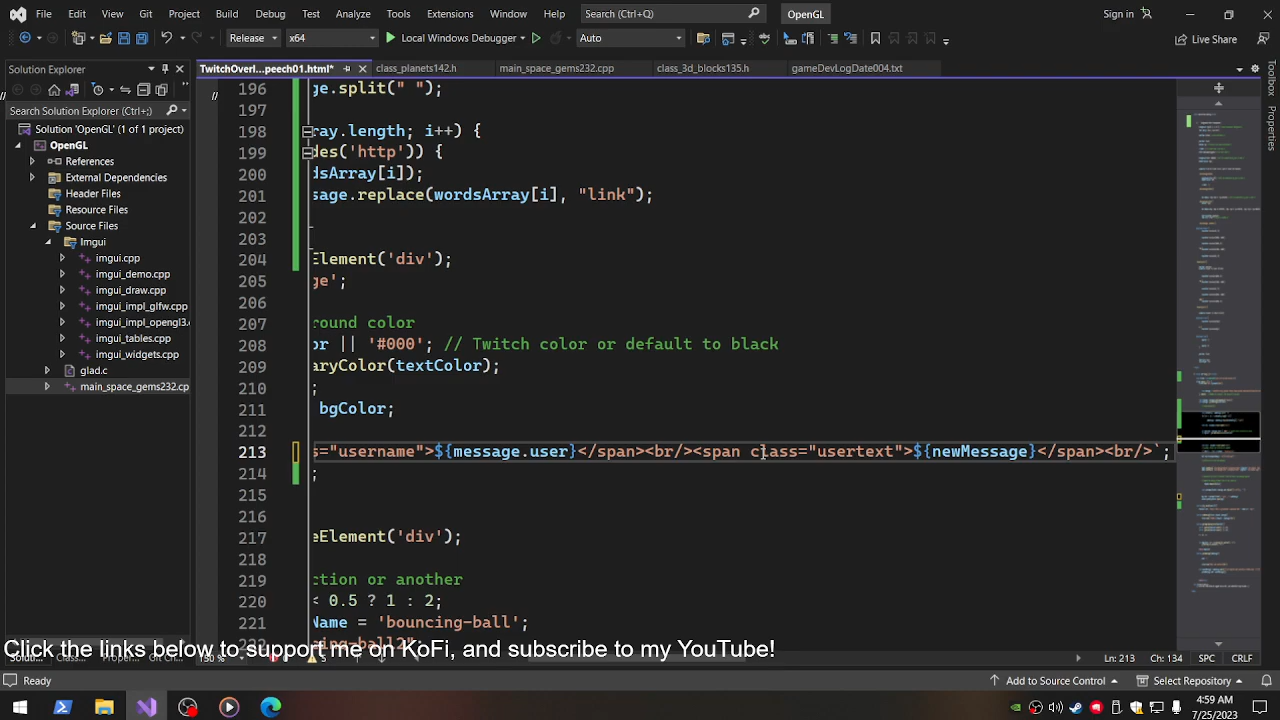 File Edit View Git Project Build Debug Test Analyze Tools Extensions Window Help Search (Ctrl+Q) OpenGL Sign in
Release x64 Local Windows Debugger Auto Live Share
Solution Explorer
TwitchOverl...peech01.html* class_planets142.h main_space_gems232.cpp class_3d_blocks135.h gameDevLogDate004.txt
Search Solution Explorer (Ctrl+;)
Solution 'OpenGL' (1 of 1 project)
OpenGL
References
External Dependencies
Header Files
Resource Files
Source Files
imgui
imgui.cpp
imgui_demo.cpp
imgui_draw.cpp
imgui_impl_glfw.cpp
imgui_impl_opengl3.c
imgui_tables.cpp
imgui_widgets.cpp
glad.c
main_space_gems232.cp
196 ge.split(" ");
197
198 ray.length; i++) {
199 des('http')){
200 dsArray[i]);
201 sage.replace(wordsArray[i], "link");
202
203
204 lement('div');
205 ge';
206
207 round color
208 or || '#000'; // Twitch color or default to black
209 rycolor(textColor);
210
211 bgColor;
212
213 s="username">${message.user}</span><br/><span class="usertext">${newMessage}</span><br/>`;
214 ;
215
216
217 eElement('div');
218
219 ction or another
220 < 0.5 ? 1 : 2;
221 Name = 'bouncing-ball';
222 cing-ball2"
Click the links below to support me on KoFi, and subscribe to my YouTube!
Ln: 213 Ch: 134 SPC CRLF
Ready Add to Source Control Select Repository
4:59 AM
7/25/2023
Toolbox
Properties